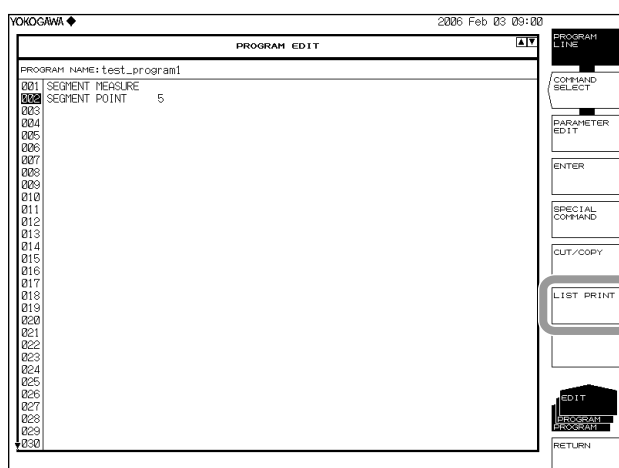 YOKOGAWA ◆ 2006 Feb 03 09:00
PROGRAM EDIT
PROGRAM NAME:test_program1
001 SEGMENT MEASURE
002 SEGMENT POINT 5
003
004
005
006
007
008
009
010
011
012
013
014
015
016
017
018
019
020
021
022
023
024
025
026
027
028
029
030
PROGRAM
LINE
COMMAND
SELECT
PARAMETER
EDIT
ENTER
SPECIAL
COMMAND
CUT/COPY
LIST PRINT
EDIT
PROGRAM
PROGRAM
RETURN